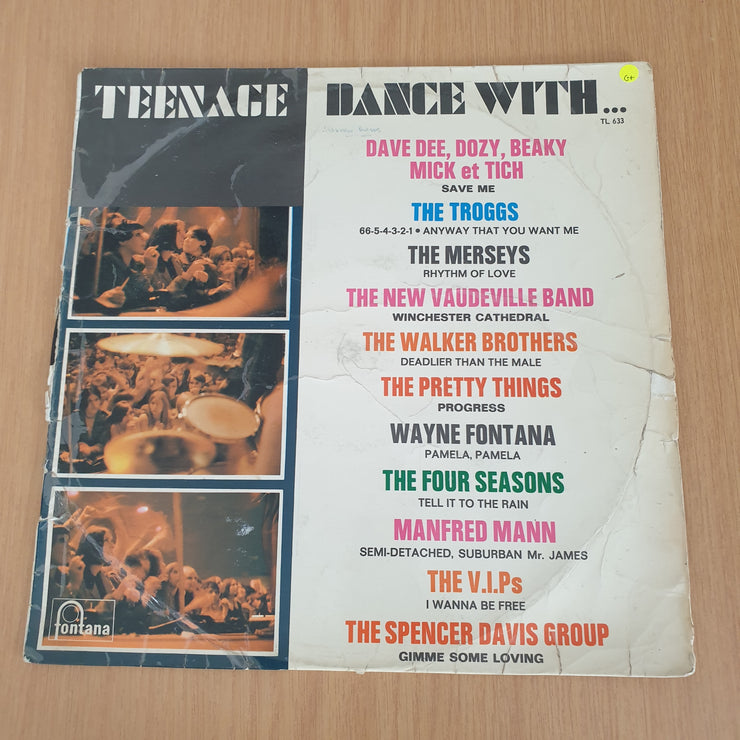 TEENAGE DANCE WITH...
G+
TL 633
DAVE DEE, DOZY, BEAKY
MICK et TICH
SAVE ME
THE TROGGS
66-5-4-3-2-1 • ANYWAY THAT YOU WANT ME
THE MERSEYS
RHYTHM OF LOVE
THE NEW VAUDEVILLE BAND
WINCHESTER CATHEDRAL
THE WALKER BROTHERS
DEADLIER THAN THE MALE
THE PRETTY THINGS
PROGRESS
WAYNE FONTANA
PAMELA, PAMELA
THE FOUR SEASONS
TELL IT TO THE RAIN
MANFRED MANN
SEMI-DETACHED, SUBURBAN Mr. JAMES
THE V.I.Ps
I WANNA BE FREE
THE SPENCER DAVIS GROUP
GIMME SOME LOVING
fontana